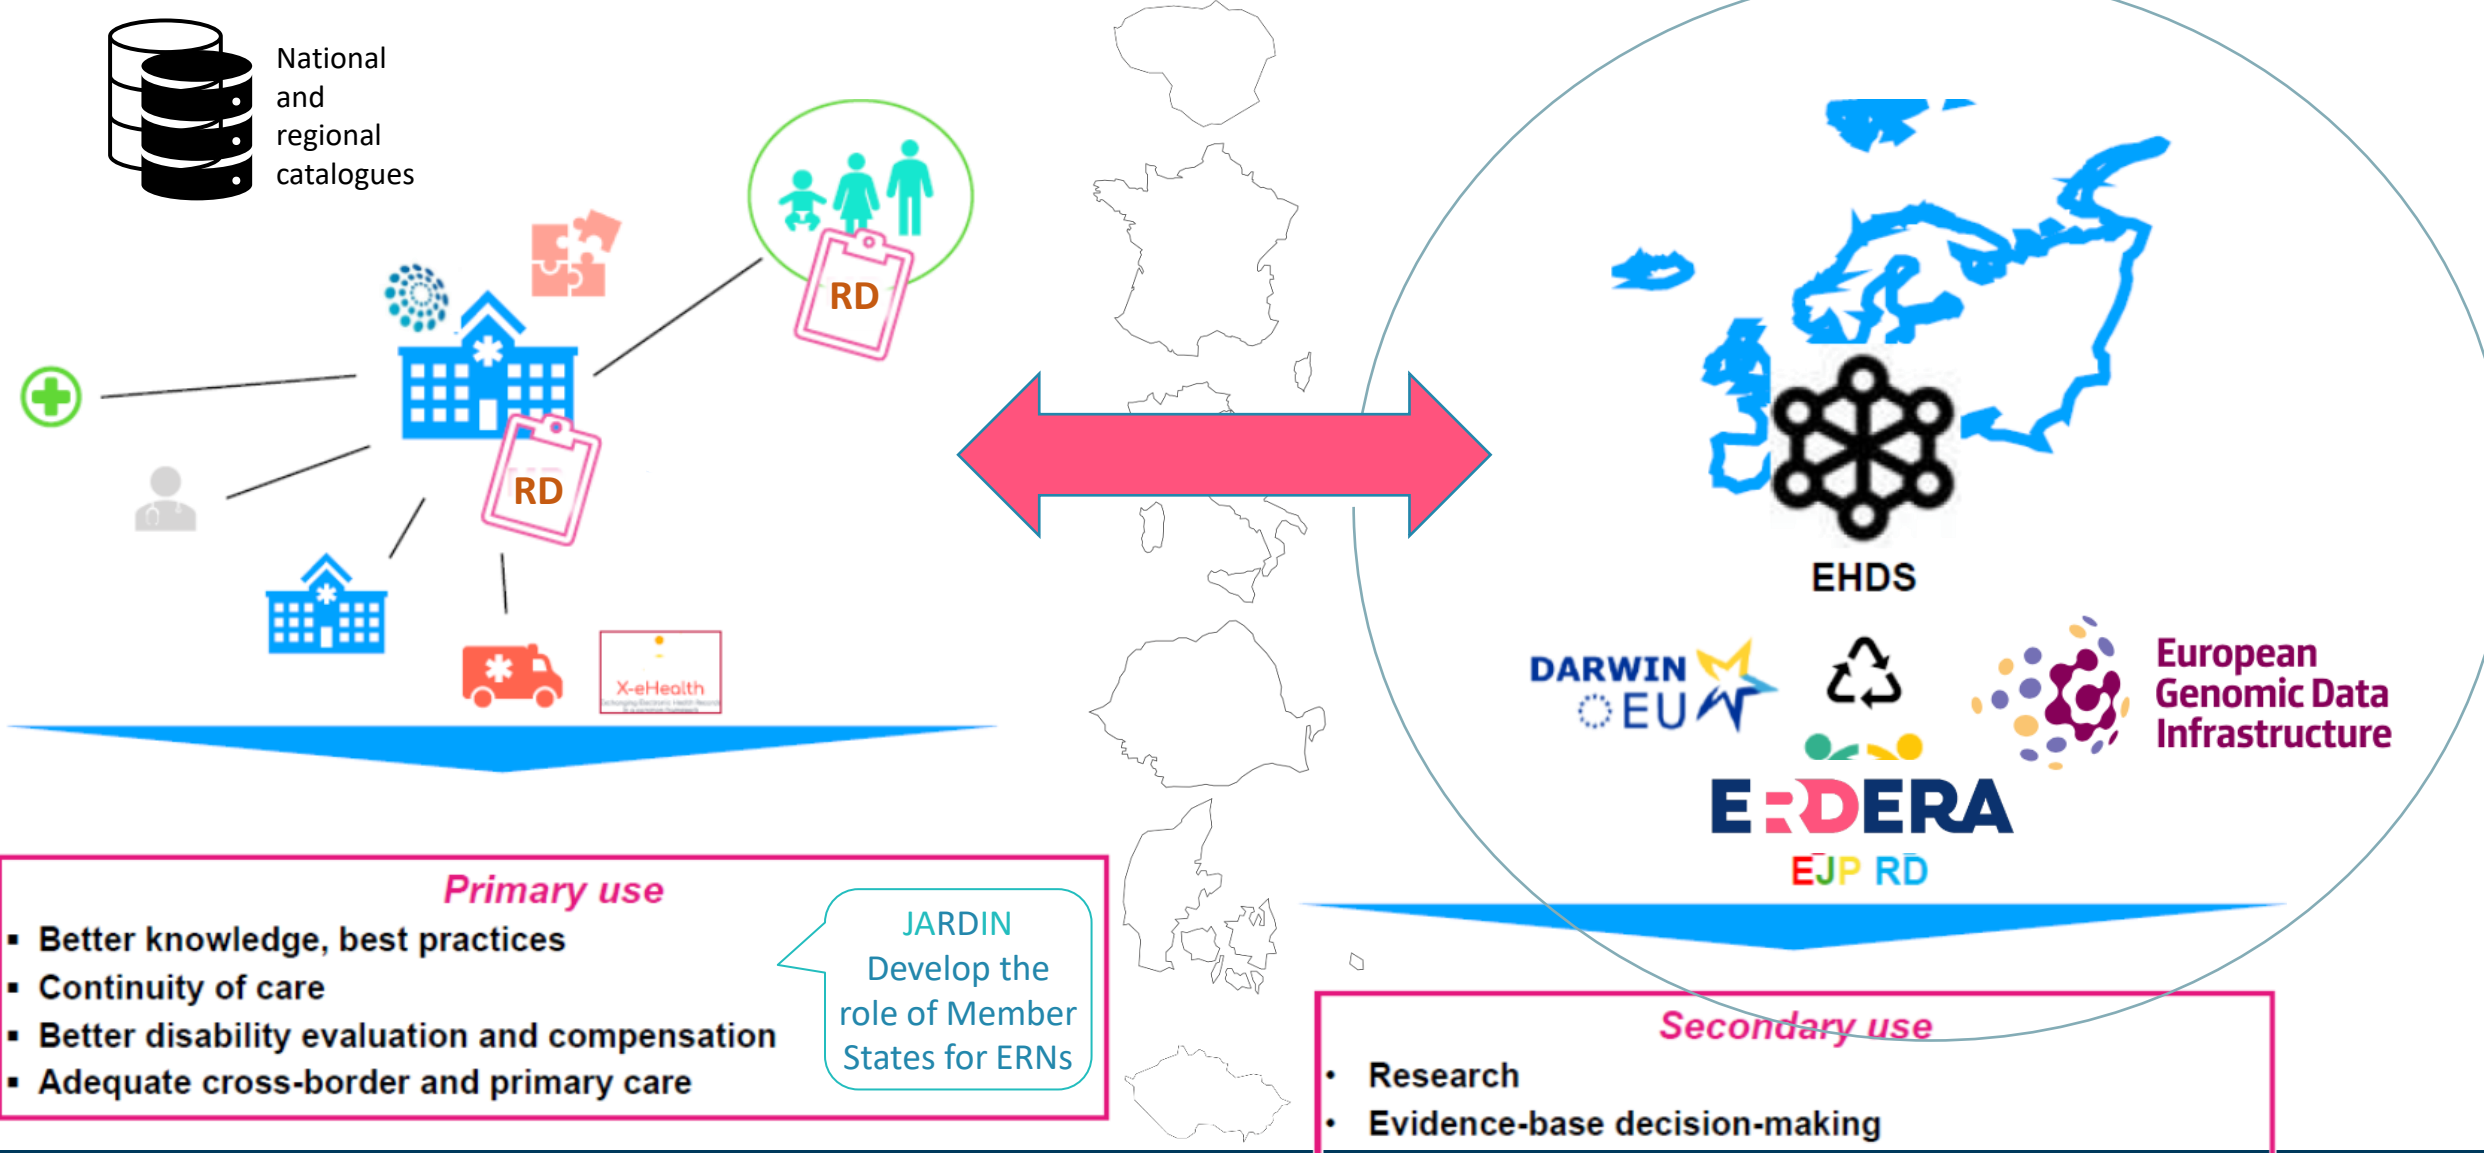 National
and
regional
catalogues
RD
RD
X-eHealth
EHDS
DARWIN
EU
European
Genomic Data
Infrastructure
ERDERA
EJP RD
Primary use
▪ Better knowledge, best practices
▪ Continuity of care
▪ Better disability evaluation and compensation
▪ Adequate cross-border and primary care
JARDIN
Develop the
role of Member
States for ERNs
Secondary use
• Research
• Evidence-base decision-making